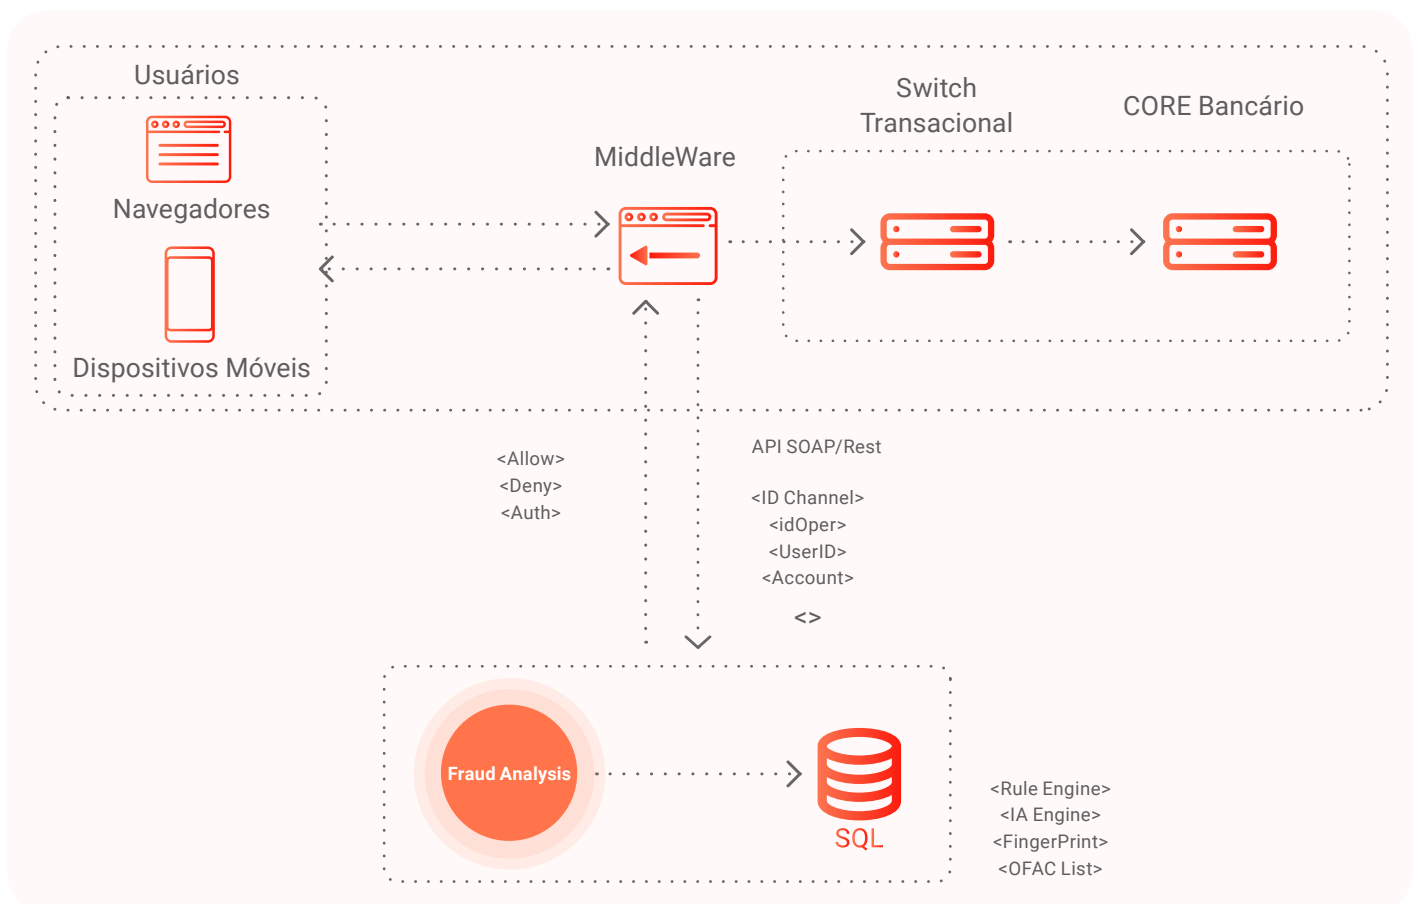 Usuários
Navegadores
Dispositivos Móveis
MiddleWare
Switch
Transacional
CORE Bancário
<Allow>
<Deny>
<Auth>
API SOAP/Rest
<ID Channel>
<idOper>
<UserID>
<Account>
<>
Fraud Analysis
SQL
<Rule Engine>
<IA Engine>
<FingerPrint>
<OFAC List>